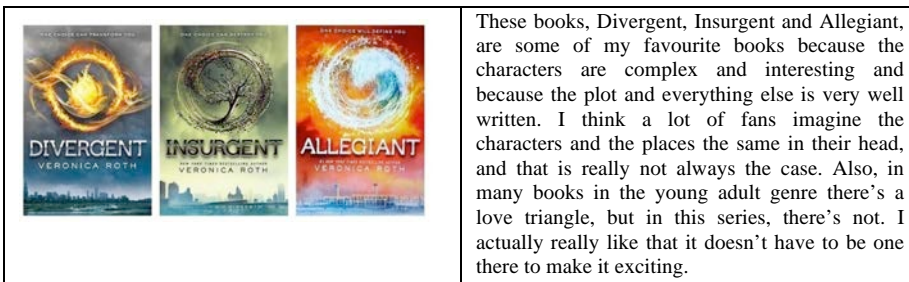 ONE CHOICE CAN TRANSFORM YOU
DIVERGENT
VERONICA ROTH
ONE CHOICE CAN DESTROY YOU
INSURGENT
NEW YORK TIMES BESTSELLING AUTHOR
VERONICA ROTH
ONE CHOICE WILL DEFINE YOU
ALLEGIANT
VERONICA ROTH
These books, Divergent, Insurgent and Allegiant,
are some of my favourite books because the
characters are complex and interesting and
because the plot and everything else is very well
written. I think a lot of fans imagine the
characters and the places the same in their head,
and that is really not always the case. Also, in
many books in the young adult genre there’s a
love triangle, but in this series, there’s not. I
actually really like that it doesn’t have to be one
there to make it exciting.